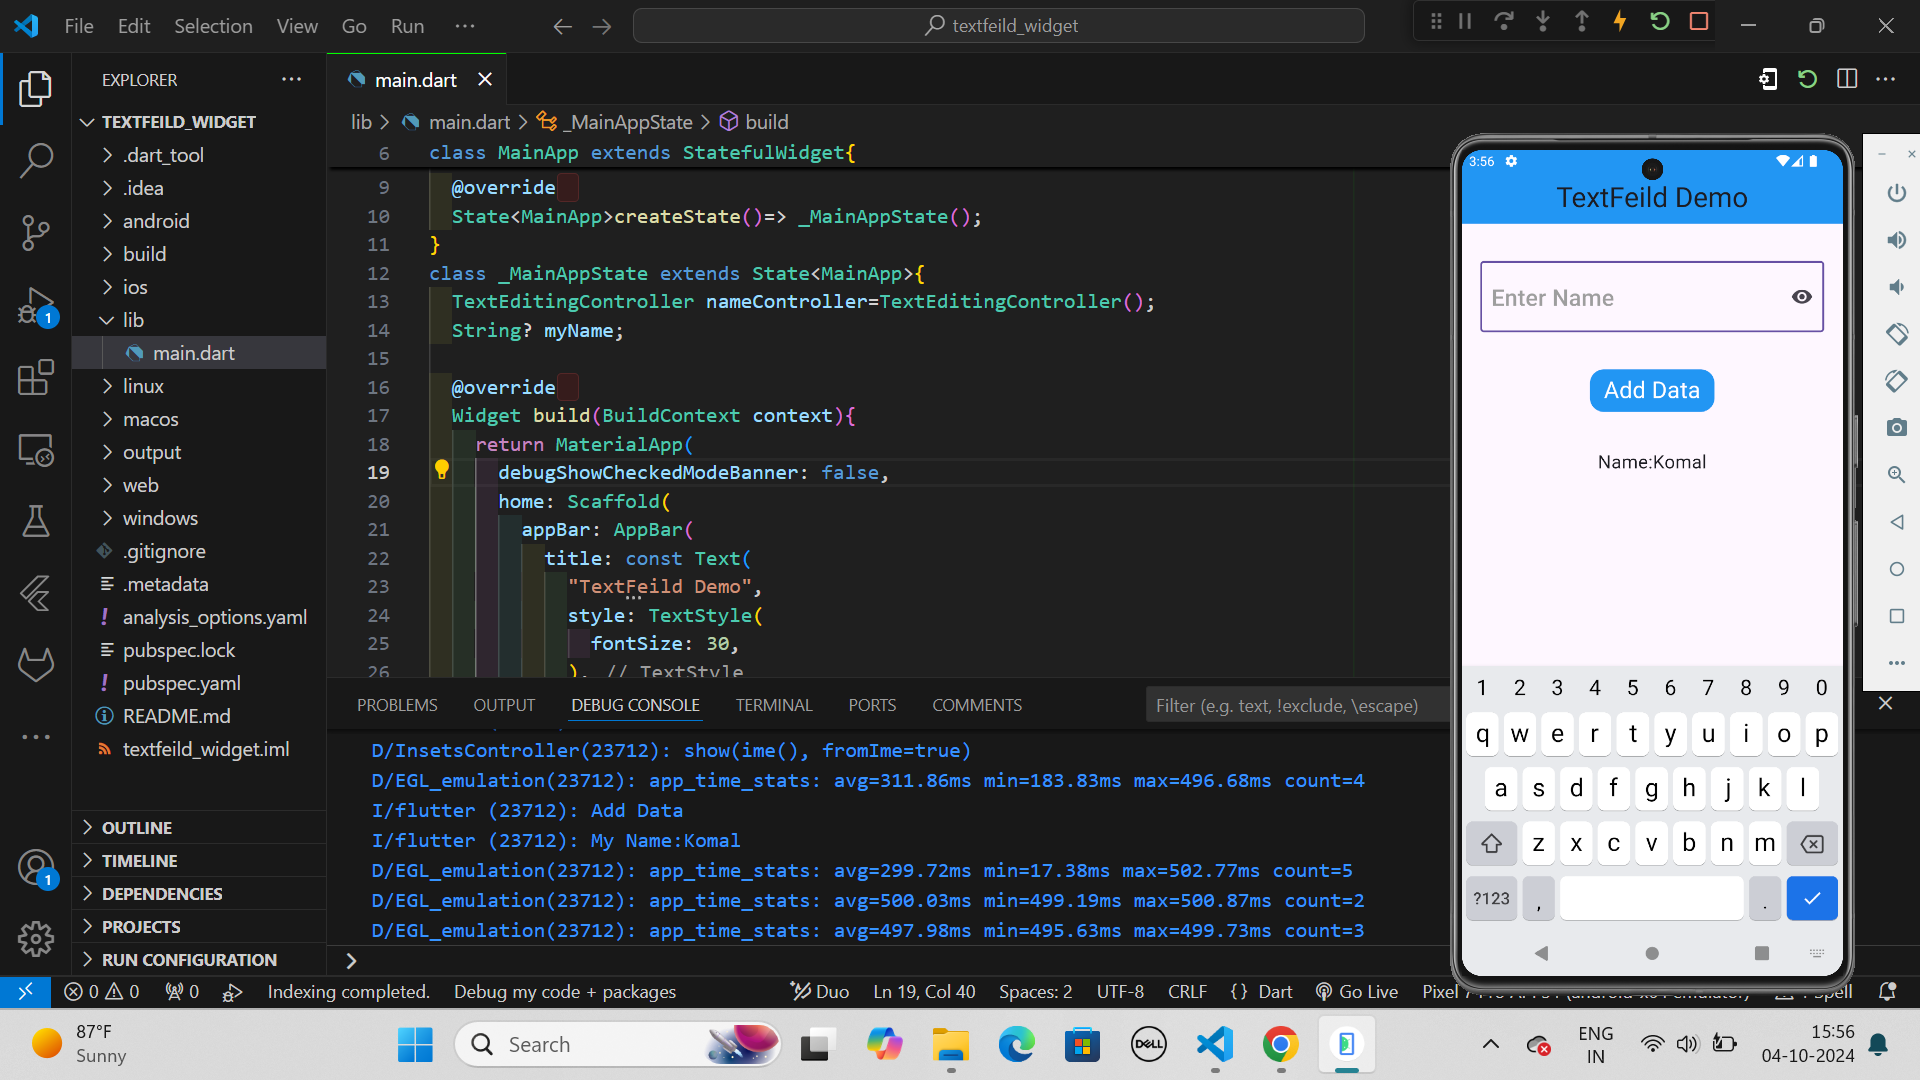 File Edit Selection View Go Run ···
textfeild_widget
EXPLORER
main.dart
TEXTFEILD_WIDGET
.dart_tool
.idea
android
build
ios
lib
main.dart
linux
macos
output
web
windows
.gitignore
.metadata
analysis_options.yaml
pubspec.lock
pubspec.yaml
README.md
textfeild_widget.iml
OUTLINE
TIMELINE
DEPENDENCIES
PROJECTS
RUN CONFIGURATION
1
1
lib > main.dart > _MainAppState > build
6 class MainApp extends StatefulWidget{
9 @override
10 State<MainApp>createState()=> _MainAppState();
11 }
12 class _MainAppState extends State<MainApp>{
13 TextEditingController nameController=TextEditingController();
14 String? myName;
15
16 @override
17 Widget build(BuildContext context){
18 return MaterialApp(
19 debugShowCheckedModeBanner: false,
20 home: Scaffold(
21 appBar: AppBar(
22 title: const Text(
23 "TextFeild Demo",
24 style: TextStyle(
25 fontSize: 30,
26 ), // TextStyle
PROBLEMS OUTPUT DEBUG CONSOLE TERMINAL PORTS COMMENTS Filter (e.g. text, !exclude, \escape)
D/InsetsController(23712): show(ime(), fromIme=true)
D/EGL_emulation(23712): app_time_stats: avg=311.86ms min=183.83ms max=496.68ms count=4
I/flutter (23712): Add Data
I/flutter (23712): My Name:Komal
D/EGL_emulation(23712): app_time_stats: avg=299.72ms min=17.38ms max=502.77ms count=5
D/EGL_emulation(23712): app_time_stats: avg=500.03ms min=499.19ms max=500.87ms count=2
D/EGL_emulation(23712): app_time_stats: avg=497.98ms min=495.63ms max=499.73ms count=3
>
3:56
TextFeild Demo
Enter Name
Add Data
Name:Komal
1 2 3 4 5 6 7 8 9 0
q w e r t y u i o p
a s d f g h j k l
z x c v b n m
?123 , .
0 0 0 Indexing completed. Debug my code + packages Duo Ln 19, Col 40 Spaces: 2 UTF-8 CRLF {} Dart Go Live Spell
87°F
Sunny
Search
DELL
ENG
IN
15:56
04-10-2024